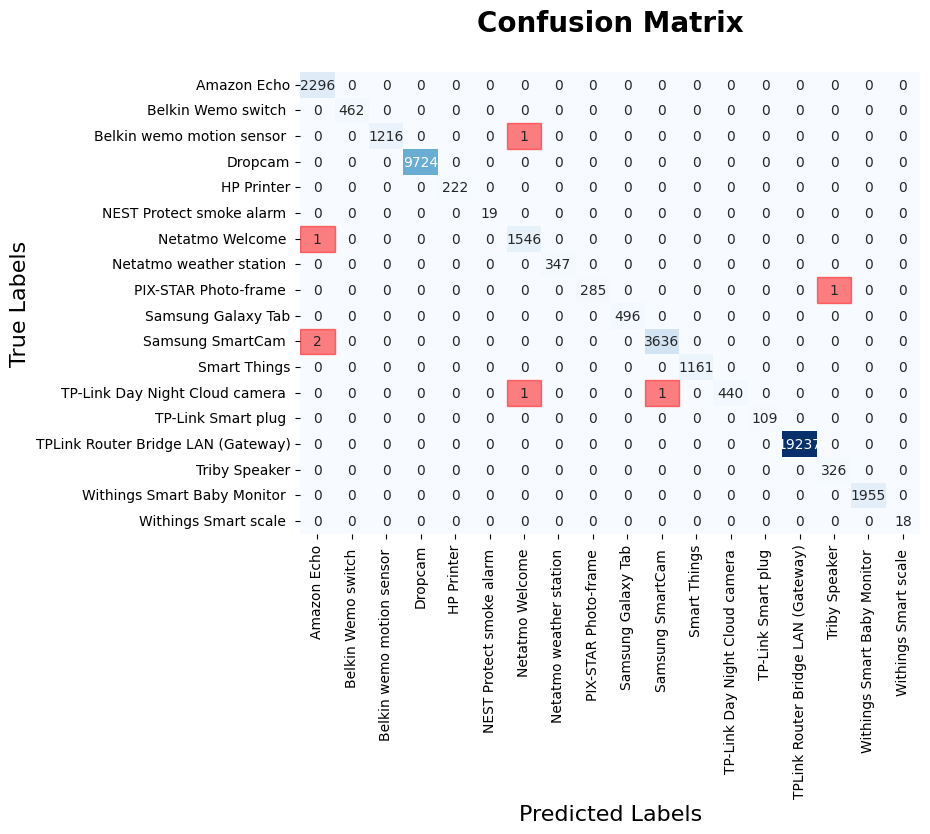 Confusion Matrix
True Labels
Amazon Echo 2296 0 0 0 0 0 0 0 0 0 0 0 0 0 0 0 0 0
Belkin Wemo switch 0 462 0 0 0 0 0 0 0 0 0 0 0 0 0 0 0 0
Belkin wemo motion sensor 0 0 1216 0 0 0 1 0 0 0 0 0 0 0 0 0 0 0
Dropcam 0 0 0 9724 0 0 0 0 0 0 0 0 0 0 0 0 0 0
HP Printer 0 0 0 0 222 0 0 0 0 0 0 0 0 0 0 0 0 0
NEST Protect smoke alarm 0 0 0 0 0 19 0 0 0 0 0 0 0 0 0 0 0 0
Netatmo Welcome 1 0 0 0 0 0 1546 0 0 0 0 0 0 0 0 0 0 0
Netatmo weather station 0 0 0 0 0 0 0 347 0 0 0 0 0 0 0 0 0 0
PIX-STAR Photo-frame 0 0 0 0 0 0 0 0 285 0 0 0 0 0 0 1 0 0
Samsung Galaxy Tab 0 0 0 0 0 0 0 0 0 496 0 0 0 0 0 0 0 0
Samsung SmartCam 2 0 0 0 0 0 0 0 0 0 3636 0 0 0 0 0 0 0
Smart Things 0 0 0 0 0 0 0 0 0 0 0 1161 0 0 0 0 0 0
TP-Link Day Night Cloud camera 0 0 0 0 0 0 1 0 0 0 1 0 440 0 0 0 0 0
TP-Link Smart plug 0 0 0 0 0 0 0 0 0 0 0 0 0 109 0 0 0 0
TPLink Router Bridge LAN (Gateway) 0 0 0 0 0 0 0 0 0 0 0 0 0 0 19237 0 0 0
Triby Speaker 0 0 0 0 0 0 0 0 0 0 0 0 0 0 0 326 0 0
Withings Smart Baby Monitor 0 0 0 0 0 0 0 0 0 0 0 0 0 0 0 0 1955 0
Withings Smart scale 0 0 0 0 0 0 0 0 0 0 0 0 0 0 0 0 0 18
Amazon Echo
Belkin Wemo switch
Belkin wemo motion sensor
Dropcam
HP Printer
NEST Protect smoke alarm
Netatmo Welcome
Netatmo weather station
PIX-STAR Photo-frame
Samsung Galaxy Tab
Samsung SmartCam
Smart Things
TP-Link Day Night Cloud camera
TP-Link Smart plug
TPLink Router Bridge LAN (Gateway)
Triby Speaker
Withings Smart Baby Monitor
Withings Smart scale
Predicted Labels